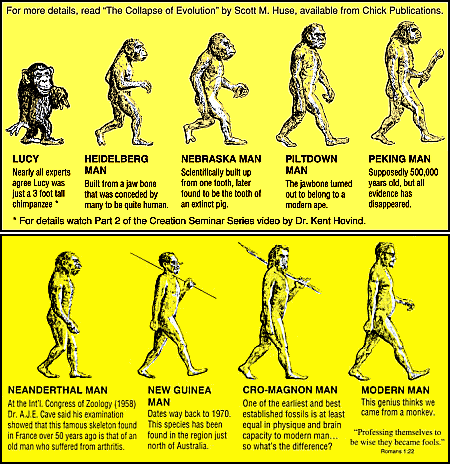 For more details, read "The Collapse of Evolution" by Scott M. Huse, available from Chick Publications.
LUCY
Nearly all experts
agree Lucy was
just a 3 foot tall
chimpanzee *
HEIDELBERG
MAN
Built from a jaw bone
that was conceded by
many to be quite human.
NEBRASKA MAN
Scientifically built up
from one tooth, later
found to be the tooth of
an extinct pig.
PILTDOWN
MAN
The jawbone turned
out to belong to a
modern ape.
PEKING MAN
Supposedly 500,000
years old, but all
evidence has
disappeared.
* For details watch Part 2 of the Creation Seminar Series video by Dr. Kent Hovind.
NEANDERTHAL MAN
At the Int'l. Congress of Zoology (1958)
Dr. A.J.E. Cave said his examination
showed that this famous skeleton found
in France over 50 years ago is that of an
old man who suffered from arthritis.
NEW GUINEA
MAN
Dates way back to 1970.
This species has been
found in the region just
north of Australia.
CRO-MAGNON MAN
One of the earliest and best
established fossils is at least
equal in physique and brain
capacity to modern man...
so what's the difference?
MODERN MAN
This genius thinks we
came from a monkey.
"Professing themselves to
be wise they became fools."
Romans 1:22